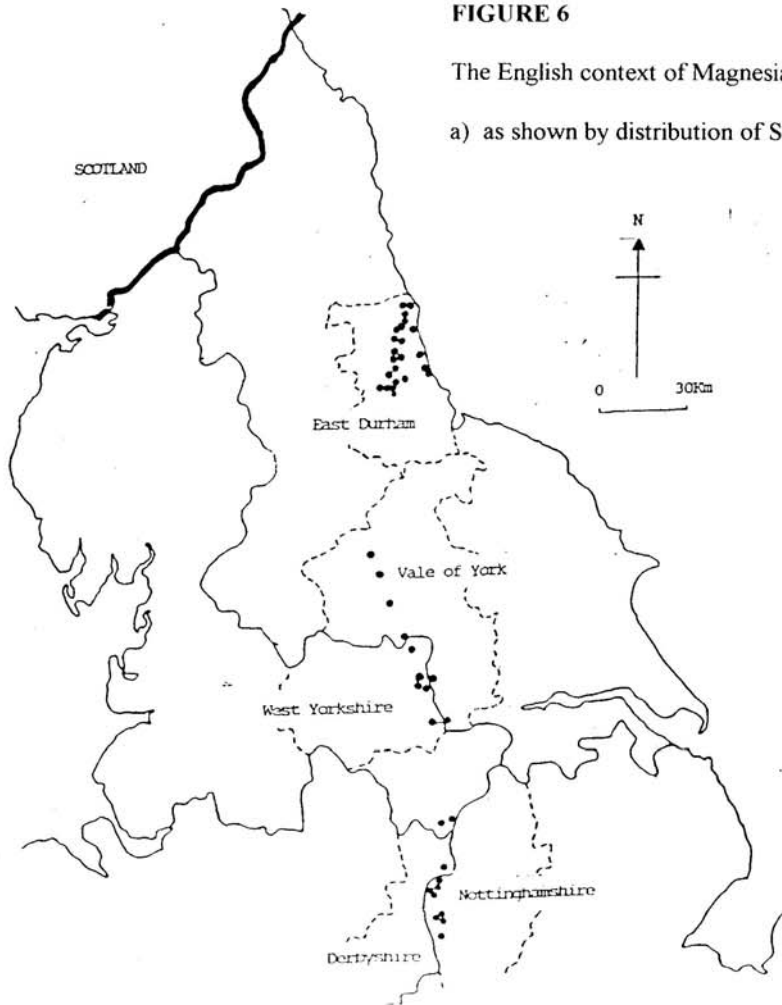 FIGURE 6
The English context of Magnesia
a) as shown by distribution of S
SCOTLAND
N
0 30Km
East Durham
Vale of York
West Yorkshire
Nottinghamshire
Derbyshire